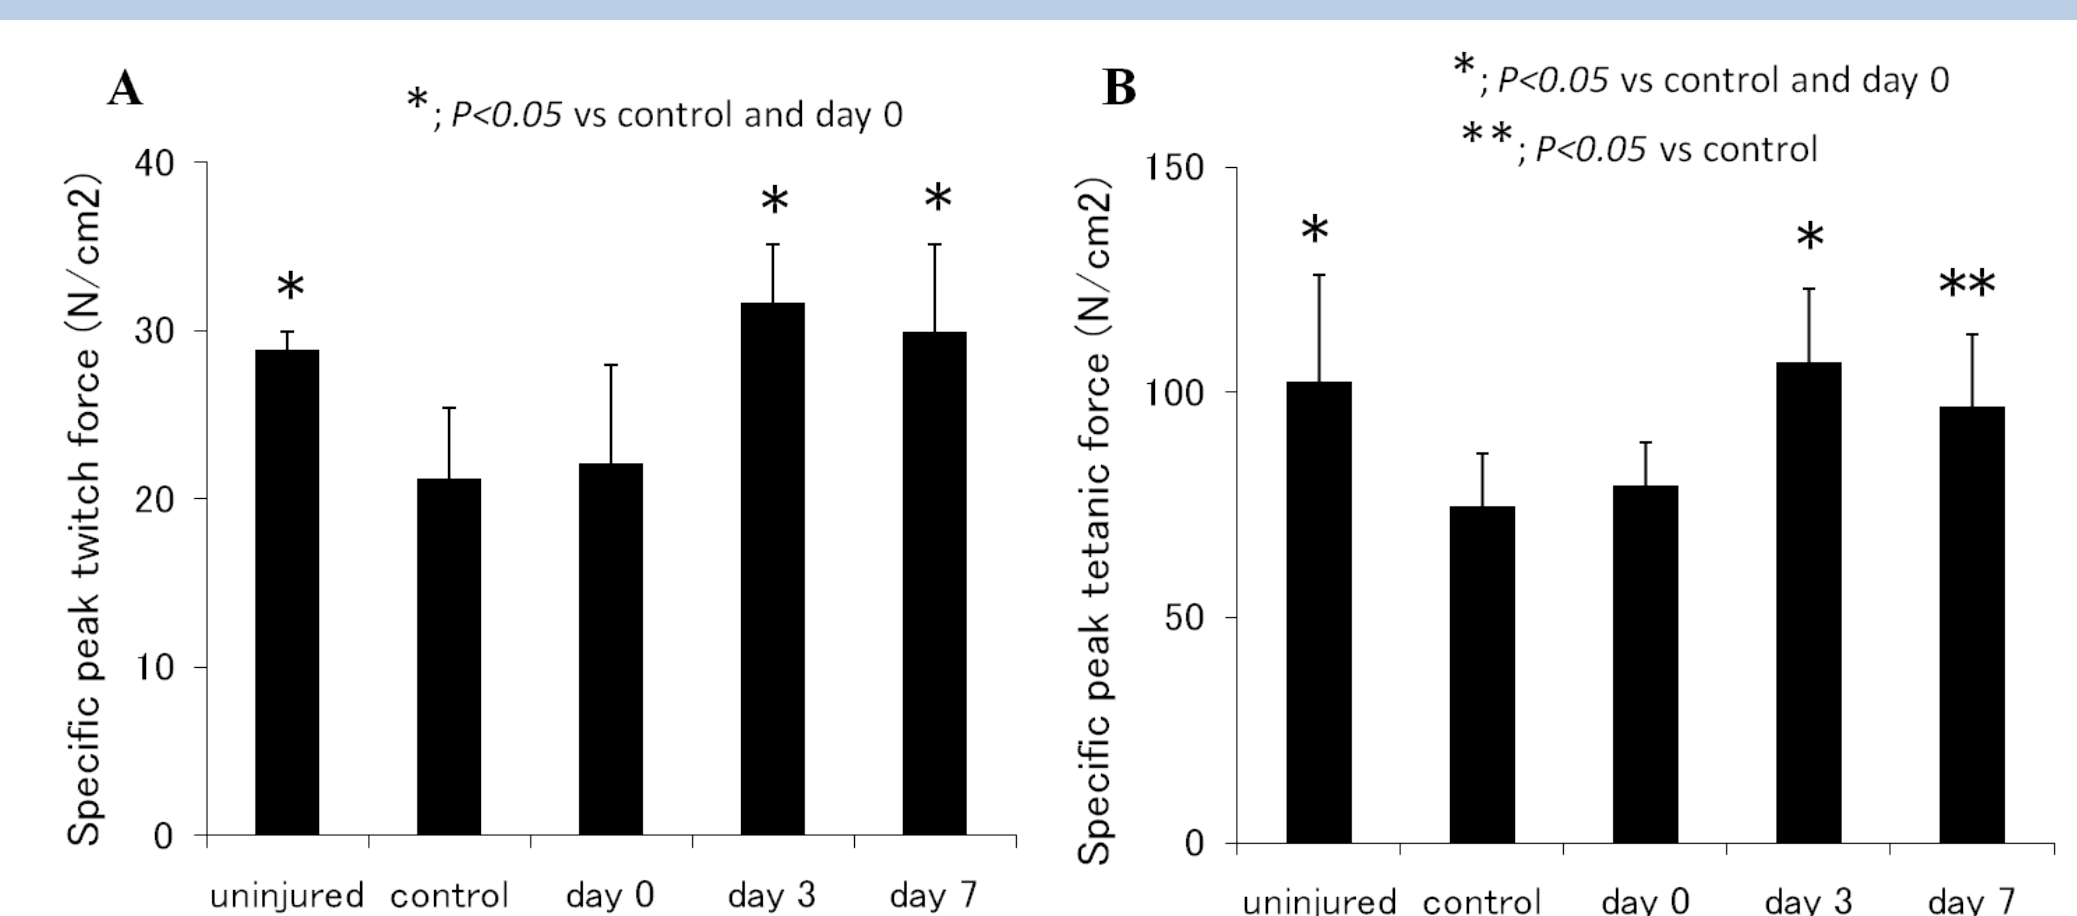 A
*; P<0.05 vs control and day 0
Specific peak twitch force (N/cm2)
40
30
20
10
0
*
*
*
uninjured control day 0 day 3 day 7
B
*; P<0.05 vs control and day 0
**; P<0.05 vs control
Specific peak tetanic force (N/cm2)
150
100
50
0
*
*
**
uninjured control day 0 day 3 day 7